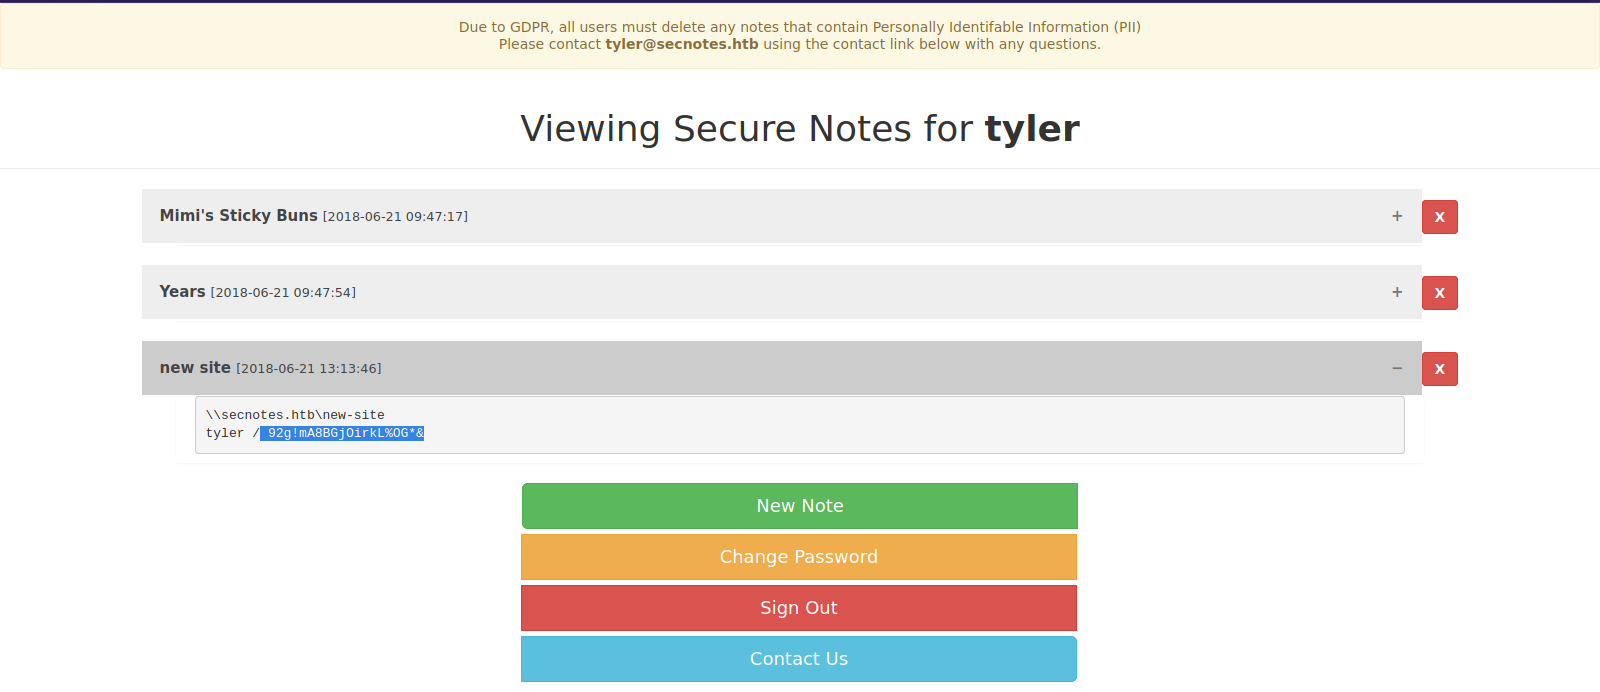 Due to GDPR, all users must delete any notes that contain Personally Identifable Information (PII)
Please contact tyler@secnotes.htb using the contact link below with any questions.
Viewing Secure Notes for tyler
Mimi's Sticky Buns [2018-06-21 09:47:17] + X
Years [2018-06-21 09:47:54] + X
new site [2018-06-21 13:13:46] − X
\\secnotes.htb\new-site
tyler / 92g!mA8BGjOirkL%OG*&
New Note
Change Password
Sign Out
Contact Us